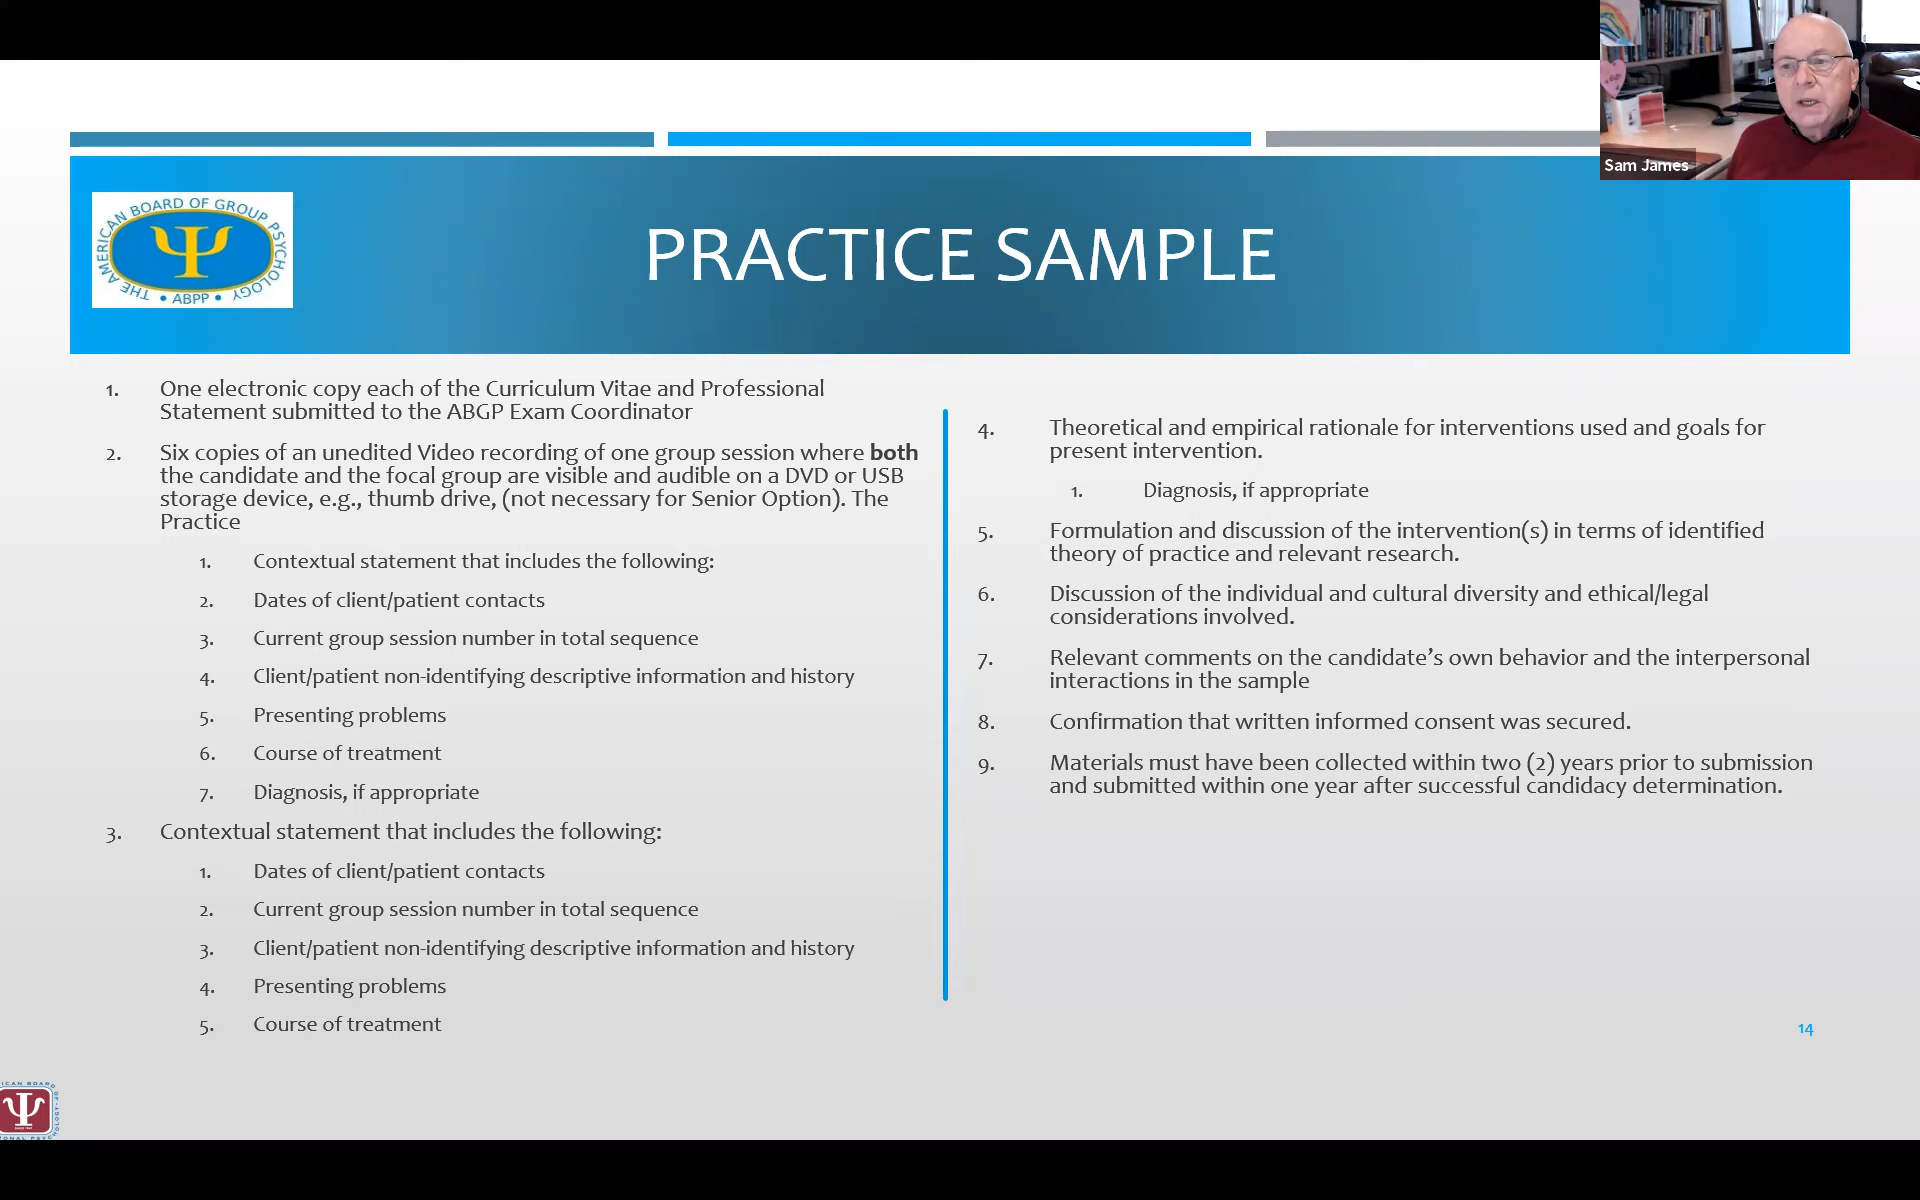 Sam James
THE AMERICAN BOARD OF GROUP PSYCHOLOGY
• ABPP •
PRACTICE SAMPLE
1. One electronic copy each of the Curriculum Vitae and Professional
Statement submitted to the ABGP Exam Coordinator
2. Six copies of an unedited Video recording of one group session where both
the candidate and the focal group are visible and audible on a DVD or USB
storage device, e.g., thumb drive, (not necessary for Senior Option). The
Practice
1. Contextual statement that includes the following:
2. Dates of client/patient contacts
3. Current group session number in total sequence
4. Client/patient non-identifying descriptive information and history
5. Presenting problems
6. Course of treatment
7. Diagnosis, if appropriate
3. Contextual statement that includes the following:
1. Dates of client/patient contacts
2. Current group session number in total sequence
3. Client/patient non-identifying descriptive information and history
4. Presenting problems
5. Course of treatment
4. Theoretical and empirical rationale for interventions used and goals for
present intervention.
1. Diagnosis, if appropriate
5. Formulation and discussion of the intervention(s) in terms of identified
theory of practice and relevant research.
6. Discussion of the individual and cultural diversity and ethical/legal
considerations involved.
7. Relevant comments on the candidate’s own behavior and the interpersonal
interactions in the sample
8. Confirmation that written informed consent was secured.
9. Materials must have been collected within two (2) years prior to submission
and submitted within one year after successful candidacy determination.
14